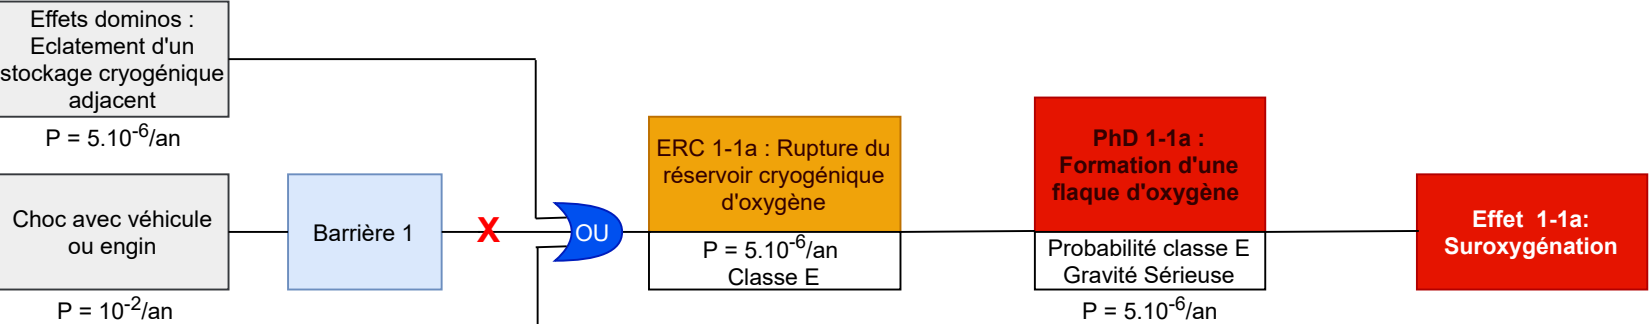 Effets dominos :
Eclatement d'un
stockage cryogénique
adjacent
P = 5.10-6/an
Choc avec véhicule
ou engin
P = 10-2/an
Barrière 1
X
OU
ERC 1-1a : Rupture du
réservoir cryogénique
d'oxygène
P = 5.10-6/an
Classe E
PhD 1-1a :
Formation d'une
flaque d'oxygène
Probabilité classe E
Gravité Sérieuse
P = 5.10-6/an
Effet 1-1a:
Suroxygénation